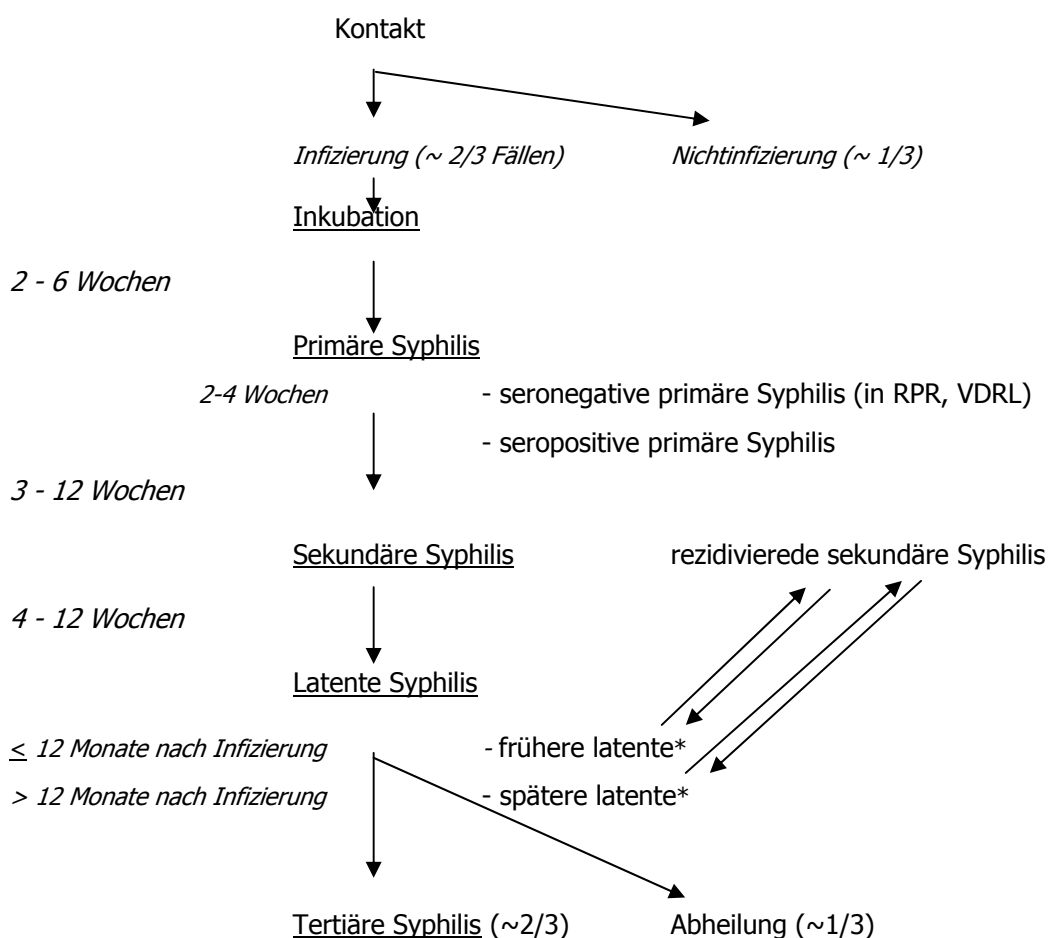 Kontakt
Infizierung (~ 2/3 Fällen) Nichtinfizierung (~ 1/3)
Inkubation
2 - 6 Wochen
Primäre Syphilis
2-4 Wochen - seronegative primäre Syphilis (in RPR, VDRL)
- seropositive primäre Syphilis
3 - 12 Wochen
Sekundäre Syphilis rezidivierede sekundäre Syphilis
4 - 12 Wochen
Latente Syphilis
≤ 12 Monate nach Infizierung - frühere latente*
> 12 Monate nach Infizierung - spätere latente*
Tertiäre Syphilis (~2/3) Abheilung (~1/3)